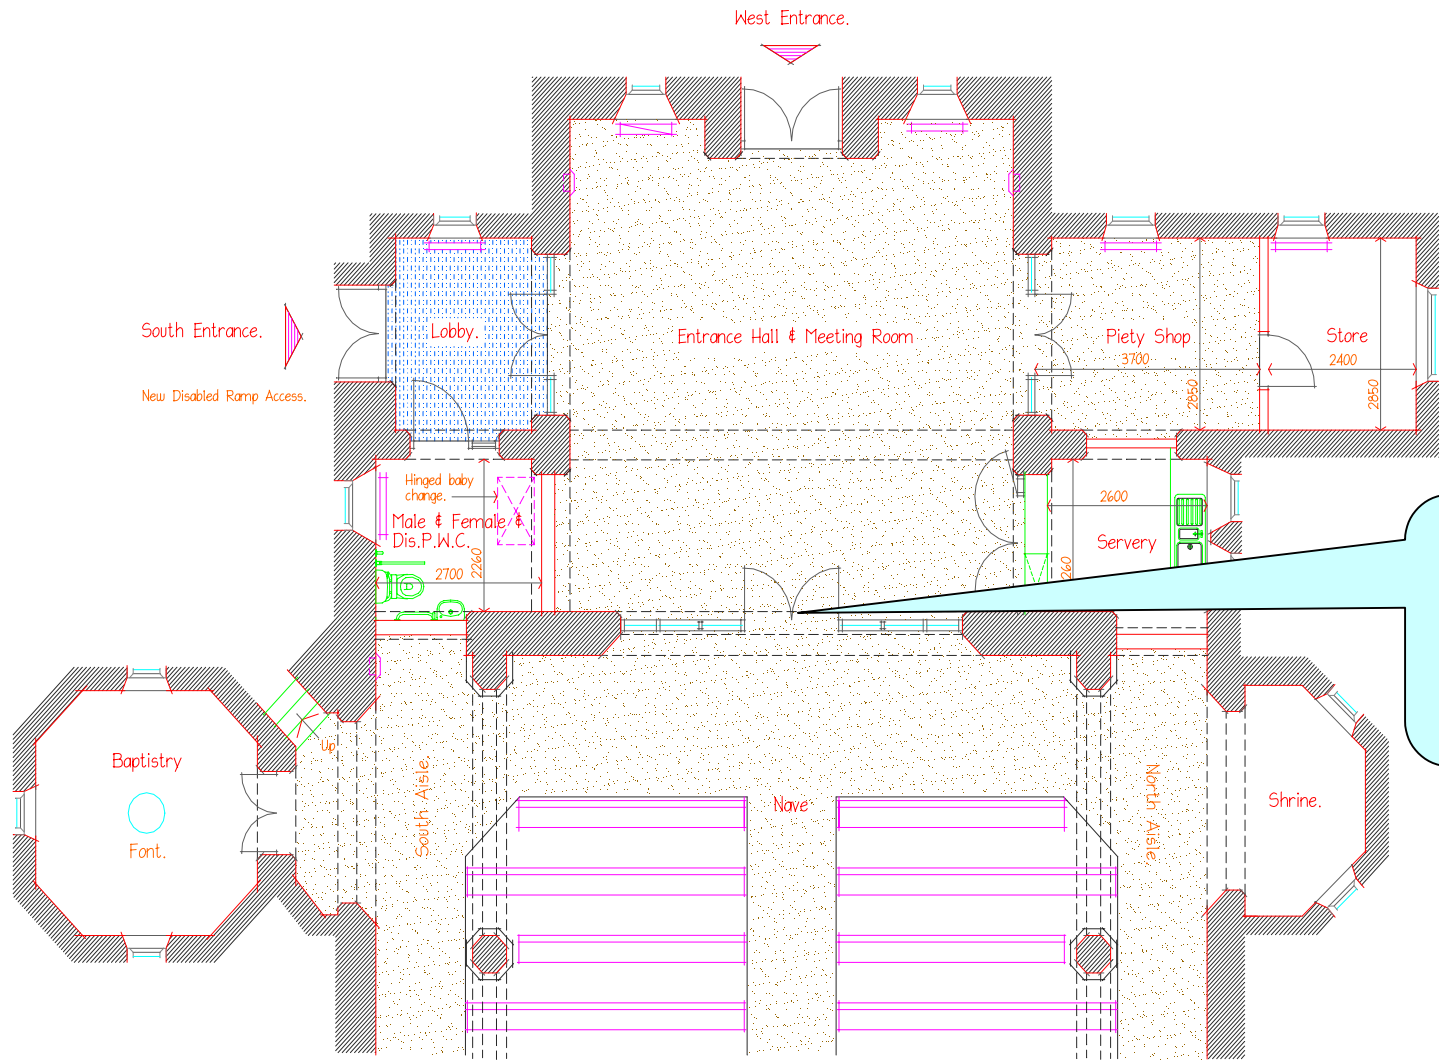 West Entrance.
South Entrance.
New Disabled Ramp Access.
Lobby.
Entrance Hall & Meeting Room
Piety Shop
3700
2850
Store
2400
2850
Hinged baby
change.
Male & Female &
Dis.P.W.C.
2700
2260
2600
Servery
260
Up
Baptistry
Font.
South Aisle.
Nave
North Aisle
Shrine.